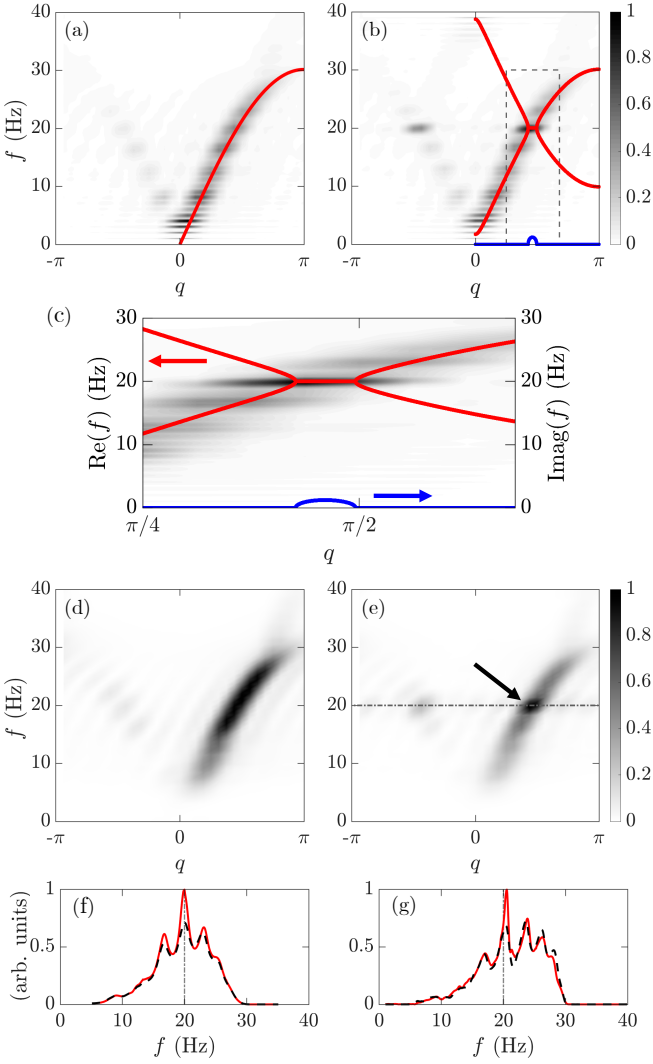 (a)
(b)
40
30
20
10
0
f (Hz)
-π
0
π
q
40
30
20
10
0
-π
0
π
q
1
0.8
0.6
0.4
0.2
0
(c)
30
20
10
0
Re(f) (Hz)
30
20
10
0
Imag(f) (Hz)
π/4
π/2
q
(d)
(e)
40
30
20
10
0
f (Hz)
-π
0
π
q
40
30
20
10
0
-π
0
π
q
1
0.8
0.6
0.4
0.2
0
(f)
(g)
1
0.5
0
(arb. units)
0
10
20
30
40
f (Hz)
1
0.5
0
0
10
20
30
40
f (Hz)